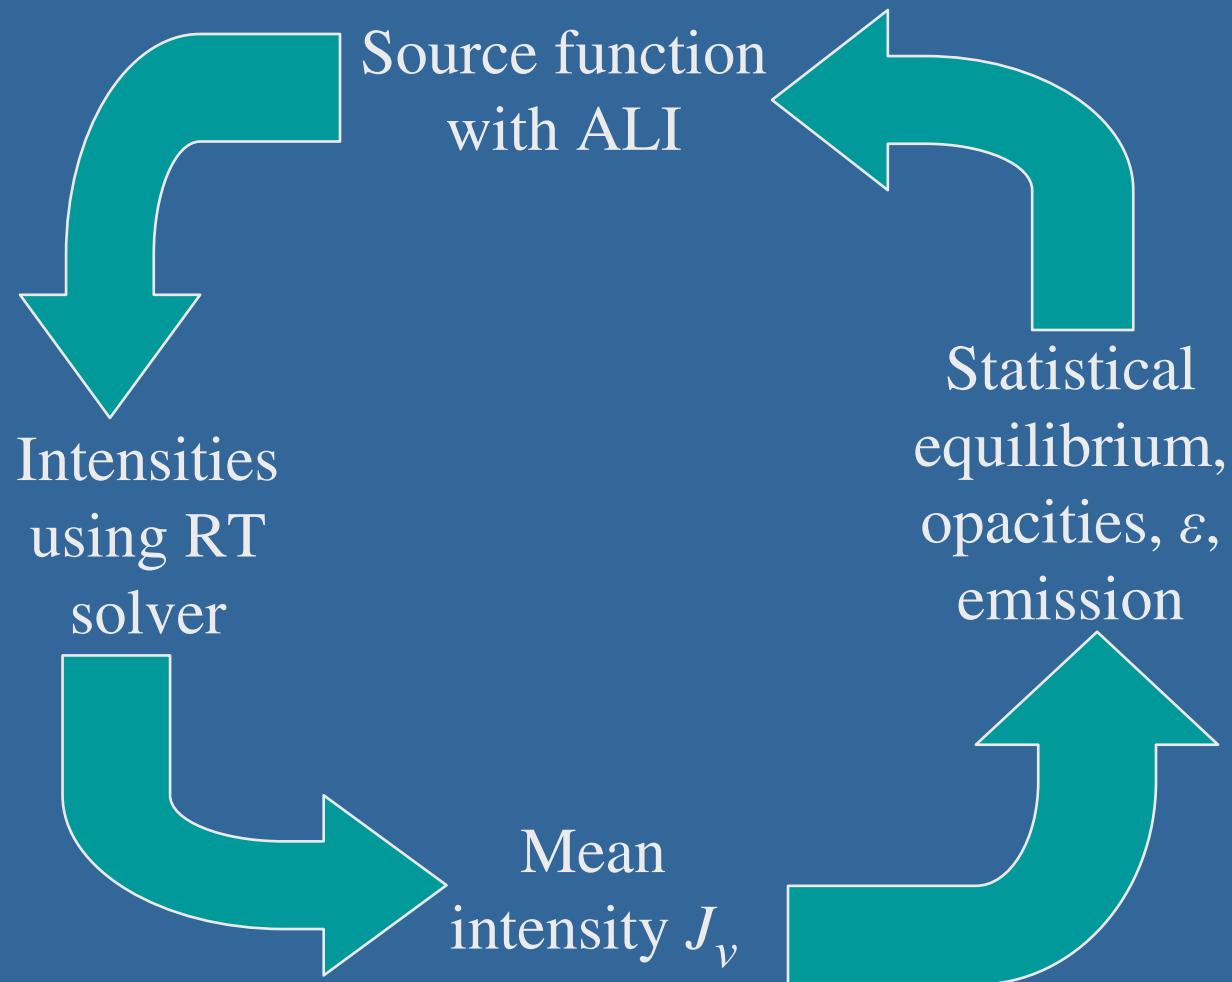 Source function
with ALI
Intensities
using RT
solver
Mean
intensity Jν
Statistical
equilibrium,
opacities, ε,
emission